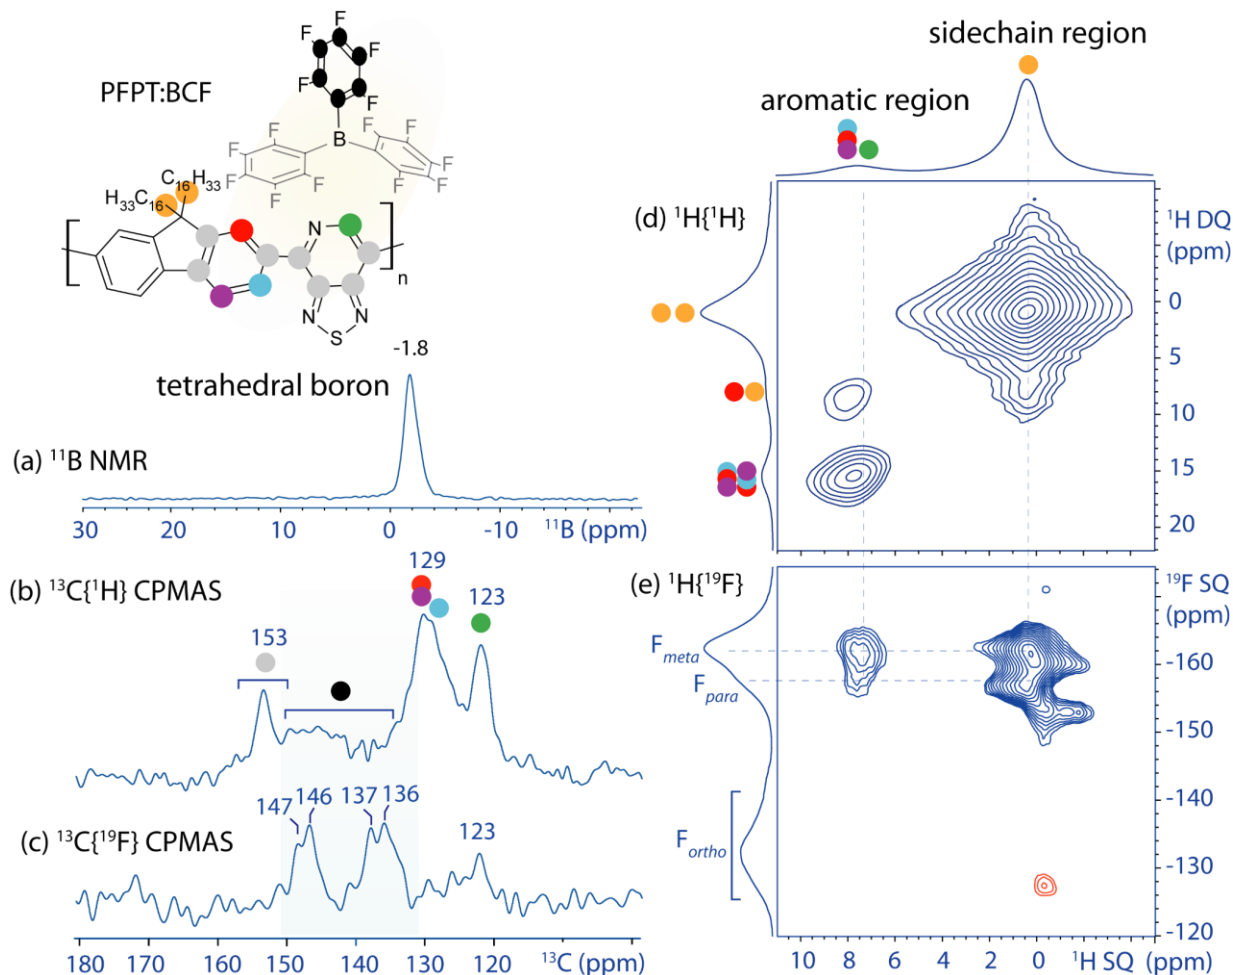 PFPT:BCF
F
F
F
F
F
B
F
F
F
F
F
F
F
F
F
F
C₁₆H₃₃
H₃₃C₁₆
N
N
N
S
n
sidechain region
aromatic region
tetrahedral boron
-1.8
(a) ¹¹B NMR
30 20 10 0 -10 ¹¹B (ppm)
(b) ¹³C{¹H} CPMAS
153
129
123
(c) ¹³C{¹⁹F} CPMAS
147 146 137 136
123
180 170 160 150 140 130 120 ¹³C (ppm)
(d) ¹H{¹H}
¹H DQ
(ppm)
0
5
10
15
20
(e) ¹H{¹⁹F}
¹⁹F SQ
(ppm)
F_meta
F_para
F_ortho
-160
-150
-140
-130
-120
10 8 6 4 2 0 ¹H SQ (ppm)